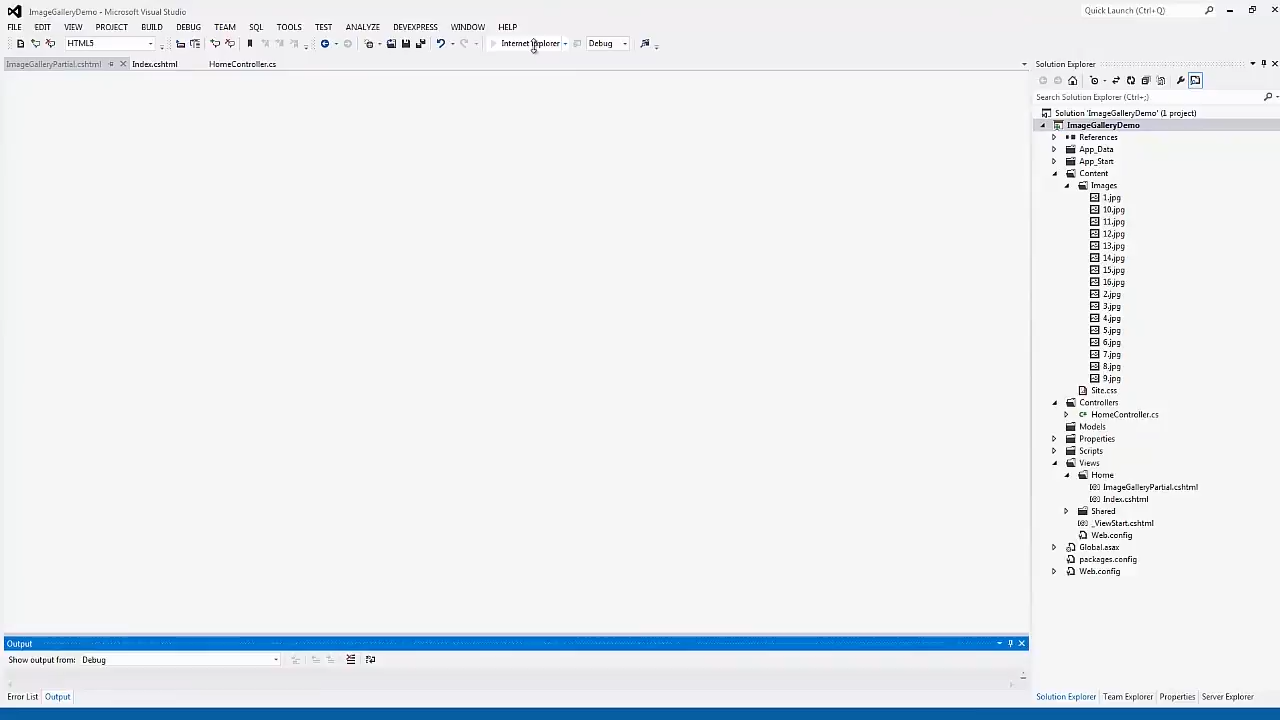 ImageGalleryDemo - Microsoft Visual Studio
Quick Launch (Ctrl+Q)
FILE EDIT VIEW PROJECT BUILD DEBUG TEAM SQL TOOLS TEST ANALYZE DEVEXPRESS WINDOW HELP
HTML5
Internet Explorer
Debug
ImageGalleryPartial.cshtml
Index.cshtml
HomeController.cs
Solution Explorer
Search Solution Explorer (Ctrl+;)
Solution 'ImageGalleryDemo' (1 project)
ImageGalleryDemo
References
App_Data
App_Start
Content
Images
1.jpg
10.jpg
11.jpg
12.jpg
13.jpg
14.jpg
15.jpg
16.jpg
2.jpg
3.jpg
4.jpg
5.jpg
6.jpg
7.jpg
8.jpg
9.jpg
Site.css
Controllers
HomeController.cs
Models
Properties
Scripts
Views
Home
ImageGalleryPartial.cshtml
Index.cshtml
Shared
_ViewStart.cshtml
Web.config
Global.asax
packages.config
Web.config
Output
Show output from: Debug
Error List Output
Solution Explorer Team Explorer Properties Server Explorer